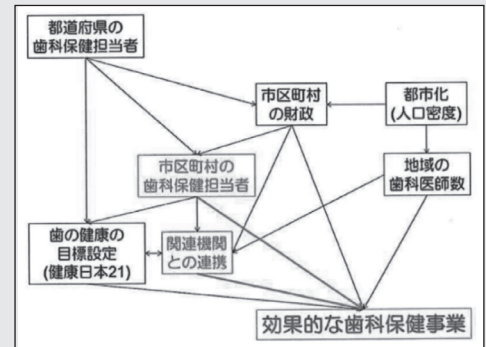 都道府県の
歯科保健担当者
市区町村
の財政
都市化
(人口密度)
市区町村の
歯科保健担当者
地域の
歯科医師数
歯の健康の
目標設定
(健康日本21)
関連機関
との連携
効果的な歯科保健事業